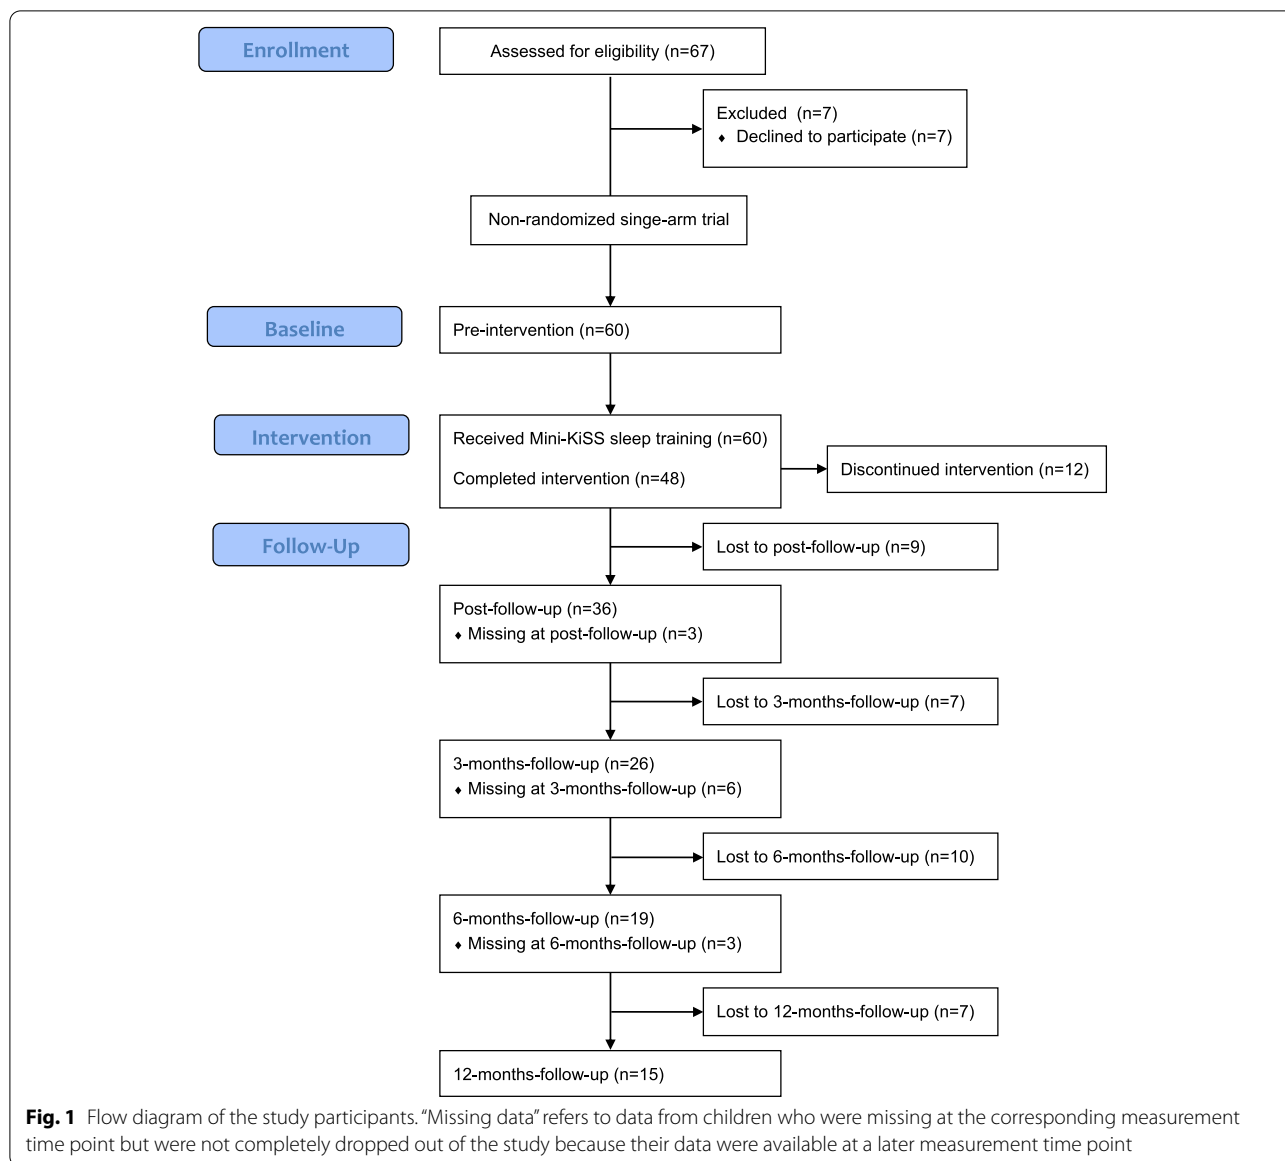 Enrollment
Assessed for eligibility (n=67)
Excluded (n=7)
♦ Declined to participate (n=7)
Non-randomized singe-arm trial
Baseline
Pre-intervention (n=60)
Intervention
Received Mini-KiSS sleep training (n=60)
Completed intervention (n=48)
Discontinued intervention (n=12)
Follow-Up
Lost to post-follow-up (n=9)
Post-follow-up (n=36)
♦ Missing at post-follow-up (n=3)
Lost to 3-months-follow-up (n=7)
3-months-follow-up (n=26)
♦ Missing at 3-months-follow-up (n=6)
Lost to 6-months-follow-up (n=10)
6-months-follow-up (n=19)
♦ Missing at 6-months-follow-up (n=3)
Lost to 12-months-follow-up (n=7)
12-months-follow-up (n=15)
Fig. 1 Flow diagram of the study participants. “Missing data” refers to data from children who were missing at the corresponding measurement
time point but were not completely dropped out of the study because their data were available at a later measurement time point